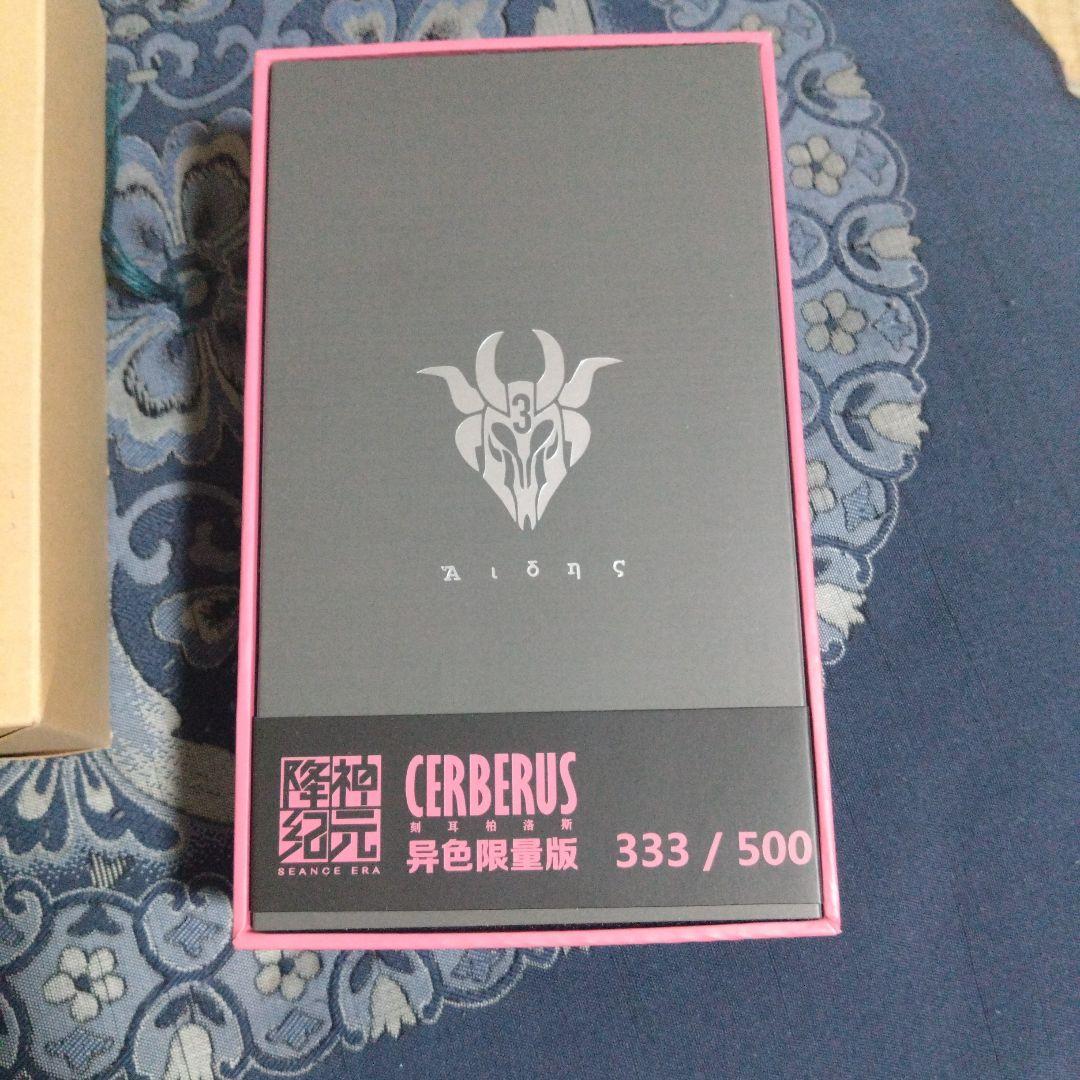 3
Ἅιδης
降神
纪元
SEANCE ERA
CERBERUS
刻耳柏洛斯
异色限量版
333 / 500